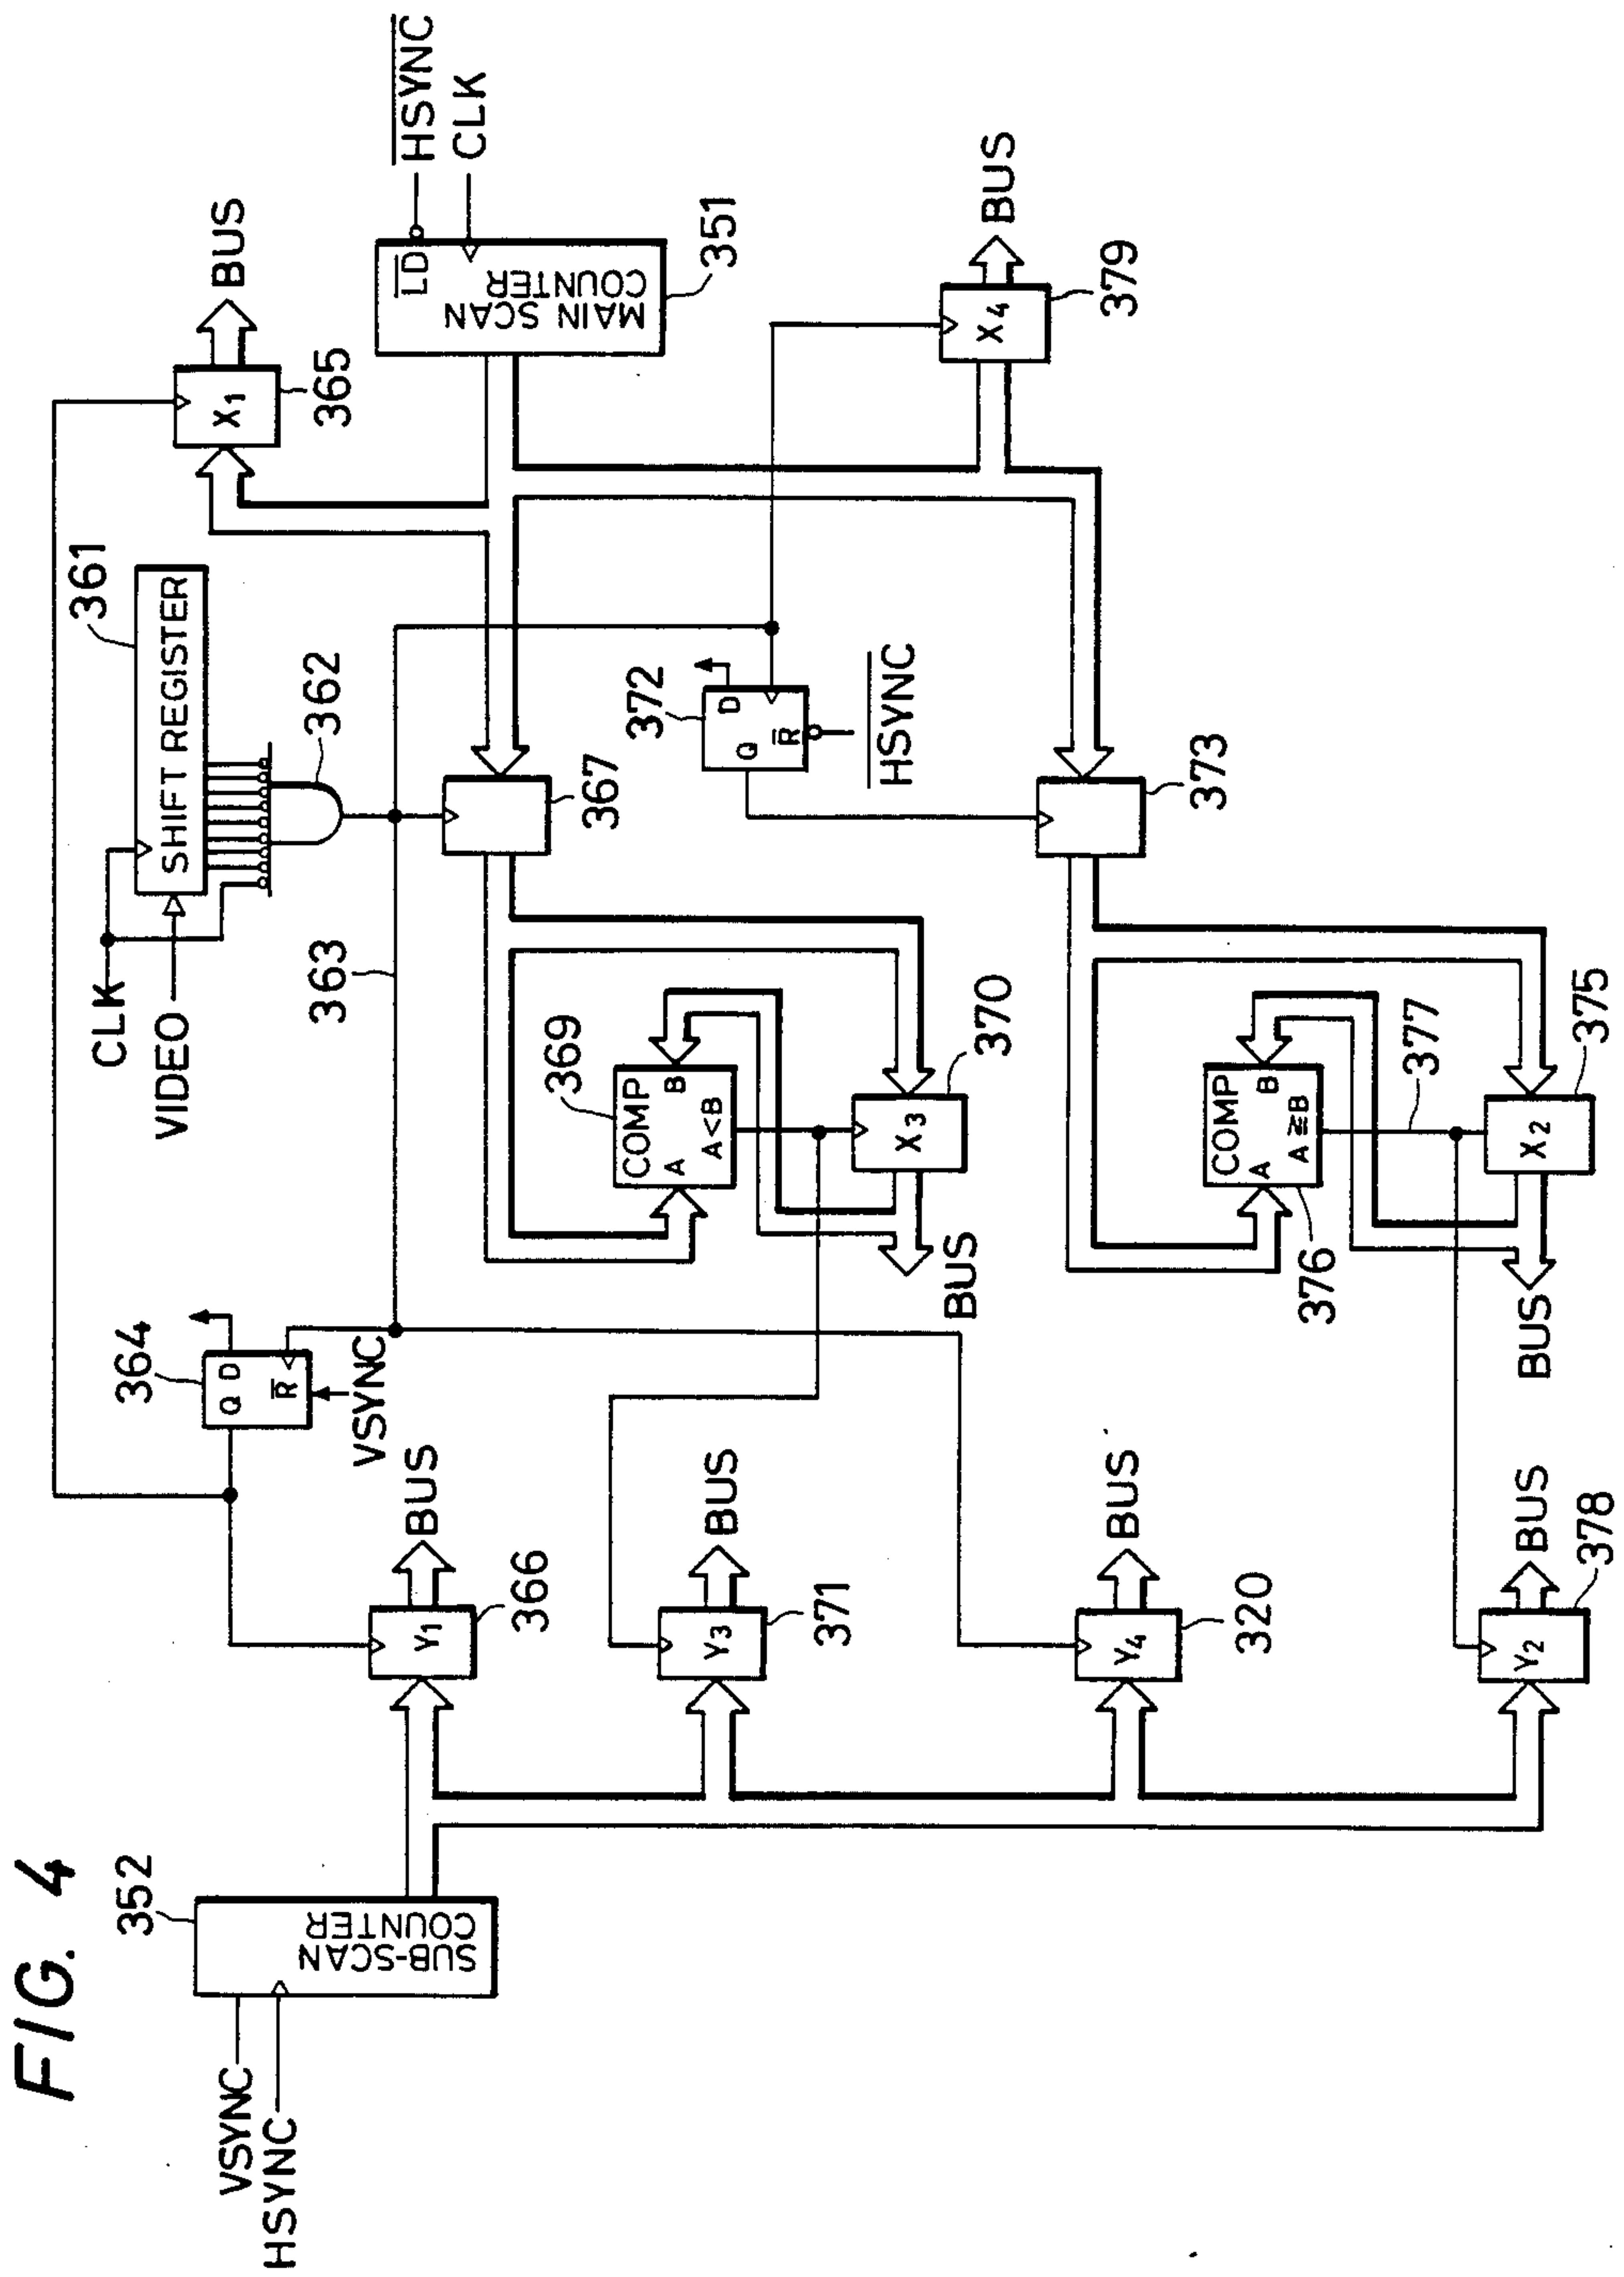 FIG. 4
HSYNC
CLK
LD
MAIN SCAN
COUNTER
351
BUS
X1
365
361
SHIFT REGISTER
CLK
VIDEO
362
363
367
BUS
X4
379
372
D
Q
R
HSYNC
373
364
Q D
R
VSYNC
369
COMP
A
B
A<B
370
X3
BUS
376
COMP
A
B
A≧B
377
375
X2
BUS
BUS
Y1
366
BUS
Y3
371
BUS
Y4
320
BUS
Y2
378
352
SUB-SCAN
COUNTER
VSYNC
HSYNC